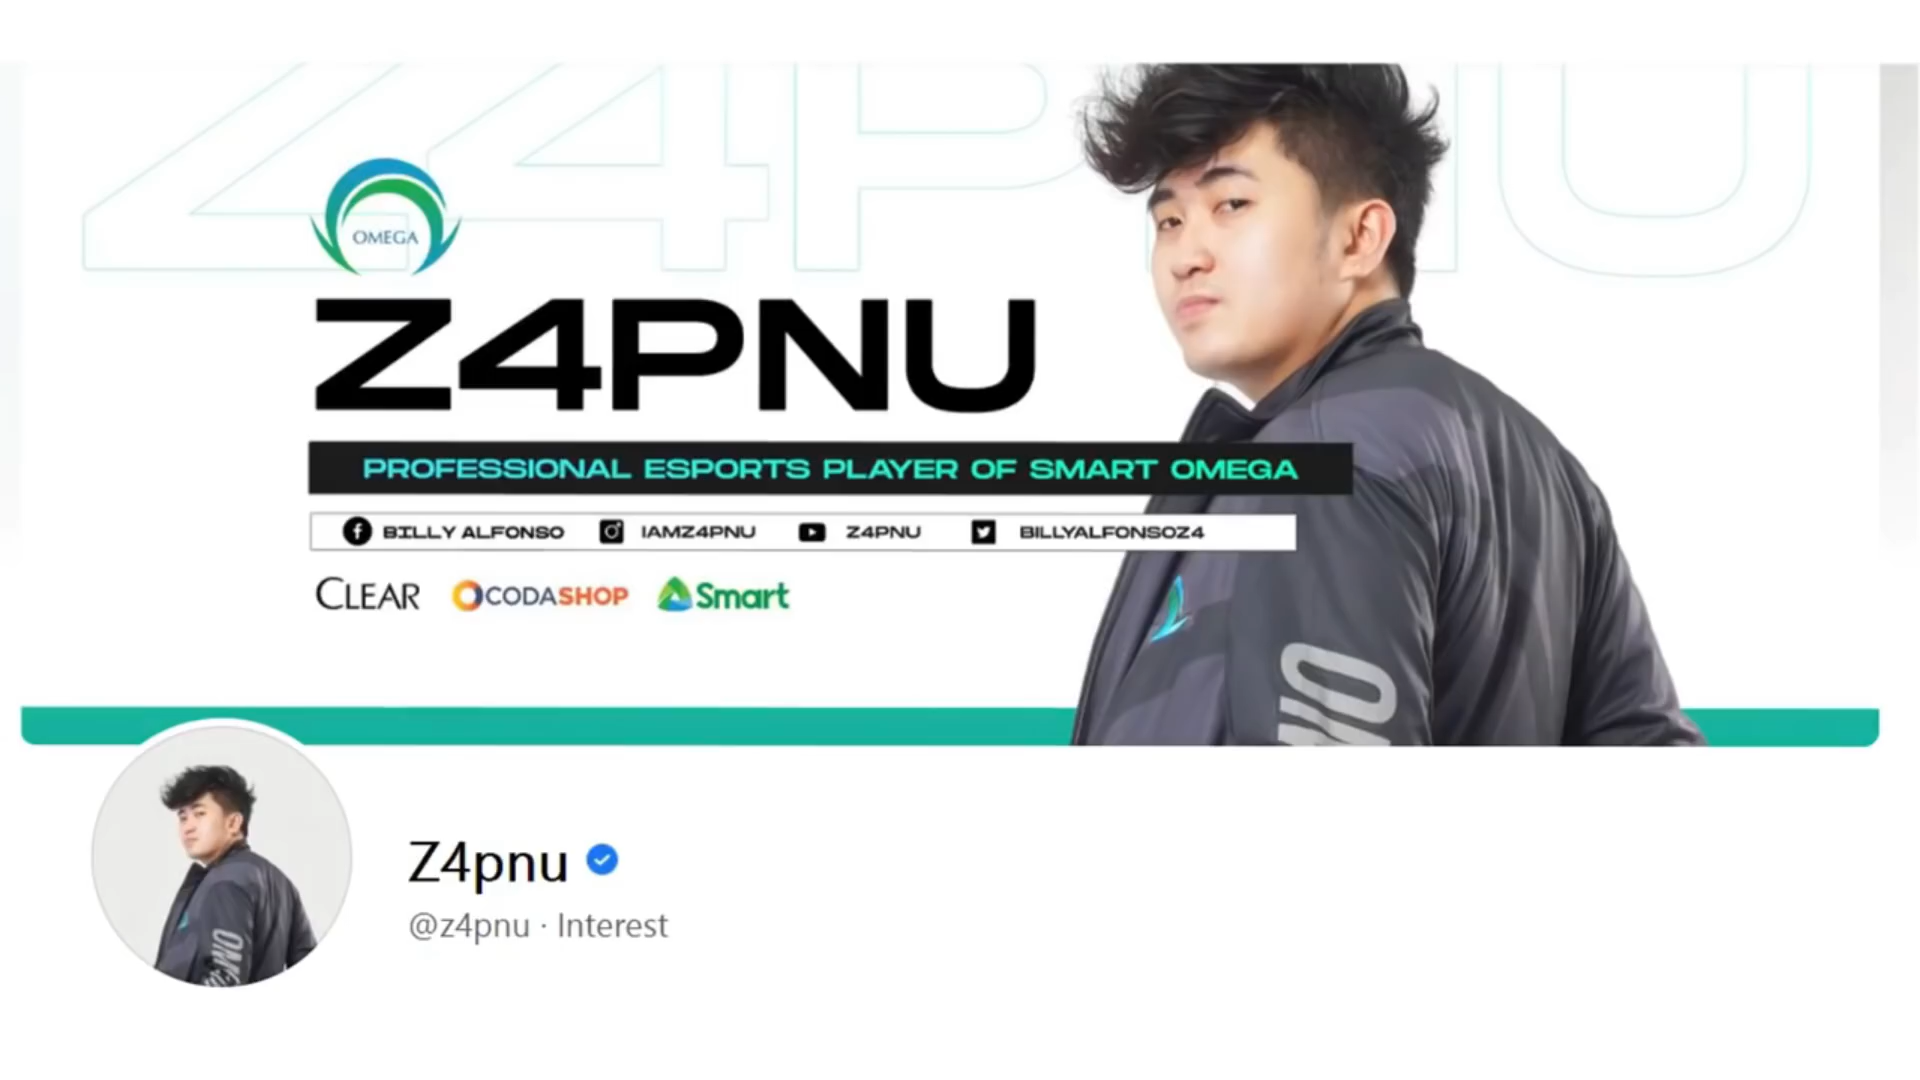 Z4PNU
OMEGA
Z4PNU
PROFESSIONAL ESPORTS PLAYER OF SMART OMEGA
BILLY ALFONSO IAMZ4PNU Z4PNU BILLYALFONSOZ4
CLEAR CODASHOP Smart
Z4pnu
@z4pnu · Interest